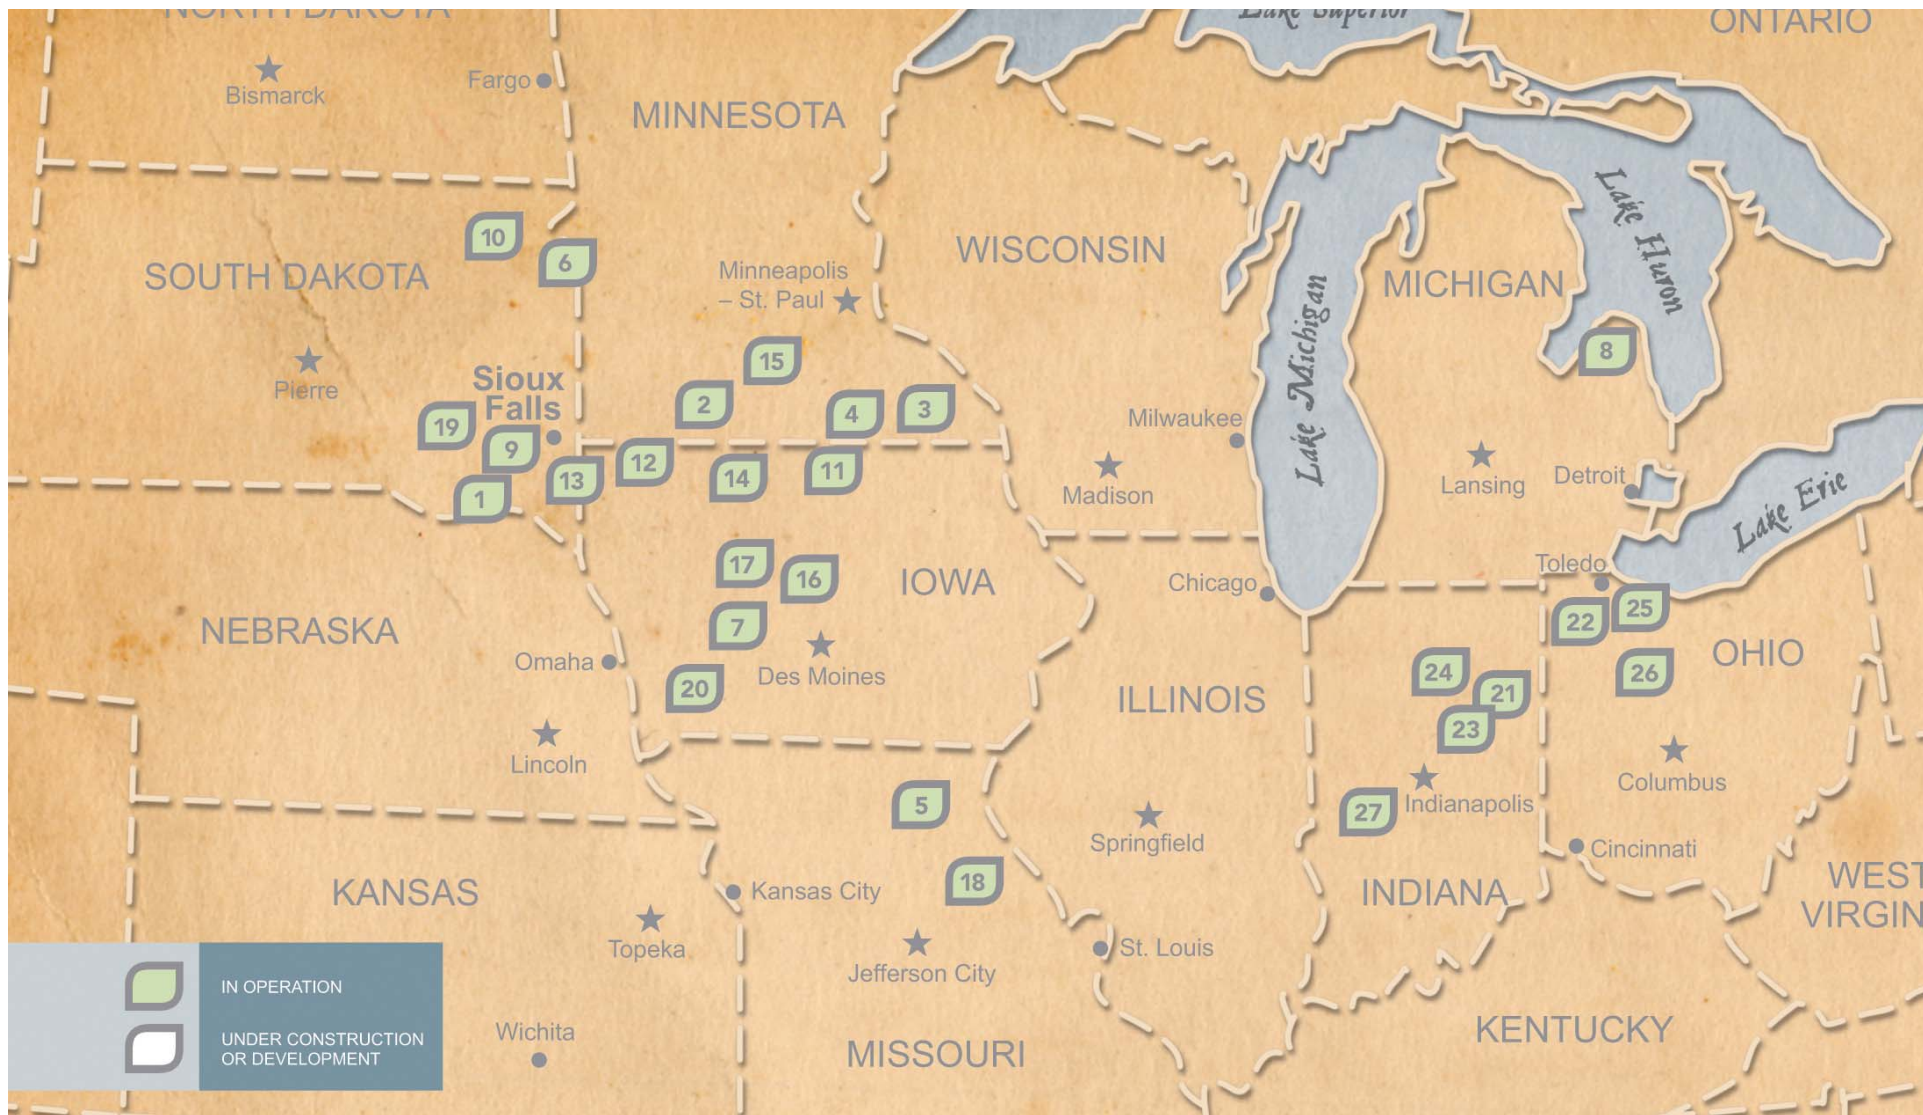 NORTH DAKOTA
Lake Superior
ONTARIO
Bismarck
Fargo
MINNESOTA
10
6
SOUTH DAKOTA
Minneapolis
– St. Paul
WISCONSIN
MICHIGAN
Lake Huron
Lake Michigan
Pierre
15
8
Sioux
Falls
2
4
3
19
9
Milwaukee
12
14
11
13
1
Madison
Lansing
Detroit
Lake Erie
17
16
IOWA
Chicago
Toledo
22
25
NEBRASKA
7
Omaha
Des Moines
20
OHIO
24
21
26
23
ILLINOIS
Lincoln
Columbus
5
Springfield
27
Indianapolis
Cincinnati
KANSAS
Kansas City
18
INDIANA
WEST
VIRGIN
Topeka
St. Louis
Jefferson City
IN OPERATION
UNDER CONSTRUCTION
OR DEVELOPMENT
Wichita
MISSOURI
KENTUCKY